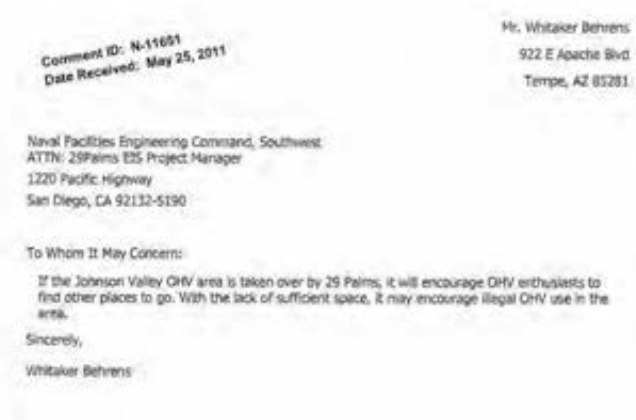 Comment ID: N-11651
Date Received: May 25, 2011
Mr. Whitaker Behrens
922 E Apache Blvd
Tempe, AZ 85281
Naval Facilities Engineering Command, Southwest
ATTN: 29Palms EIS Project Manager
1220 Pacific Highway
San Diego, CA 92132-5190
To Whom It May Concern:
If the Johnson Valley OHV area is taken over by 29 Palms, it will encourage OHV enthusiasts to
find other places to go. With the lack of sufficient space, it may encourage illegal OHV use in the
area.
Sincerely,
Whitaker Behrens